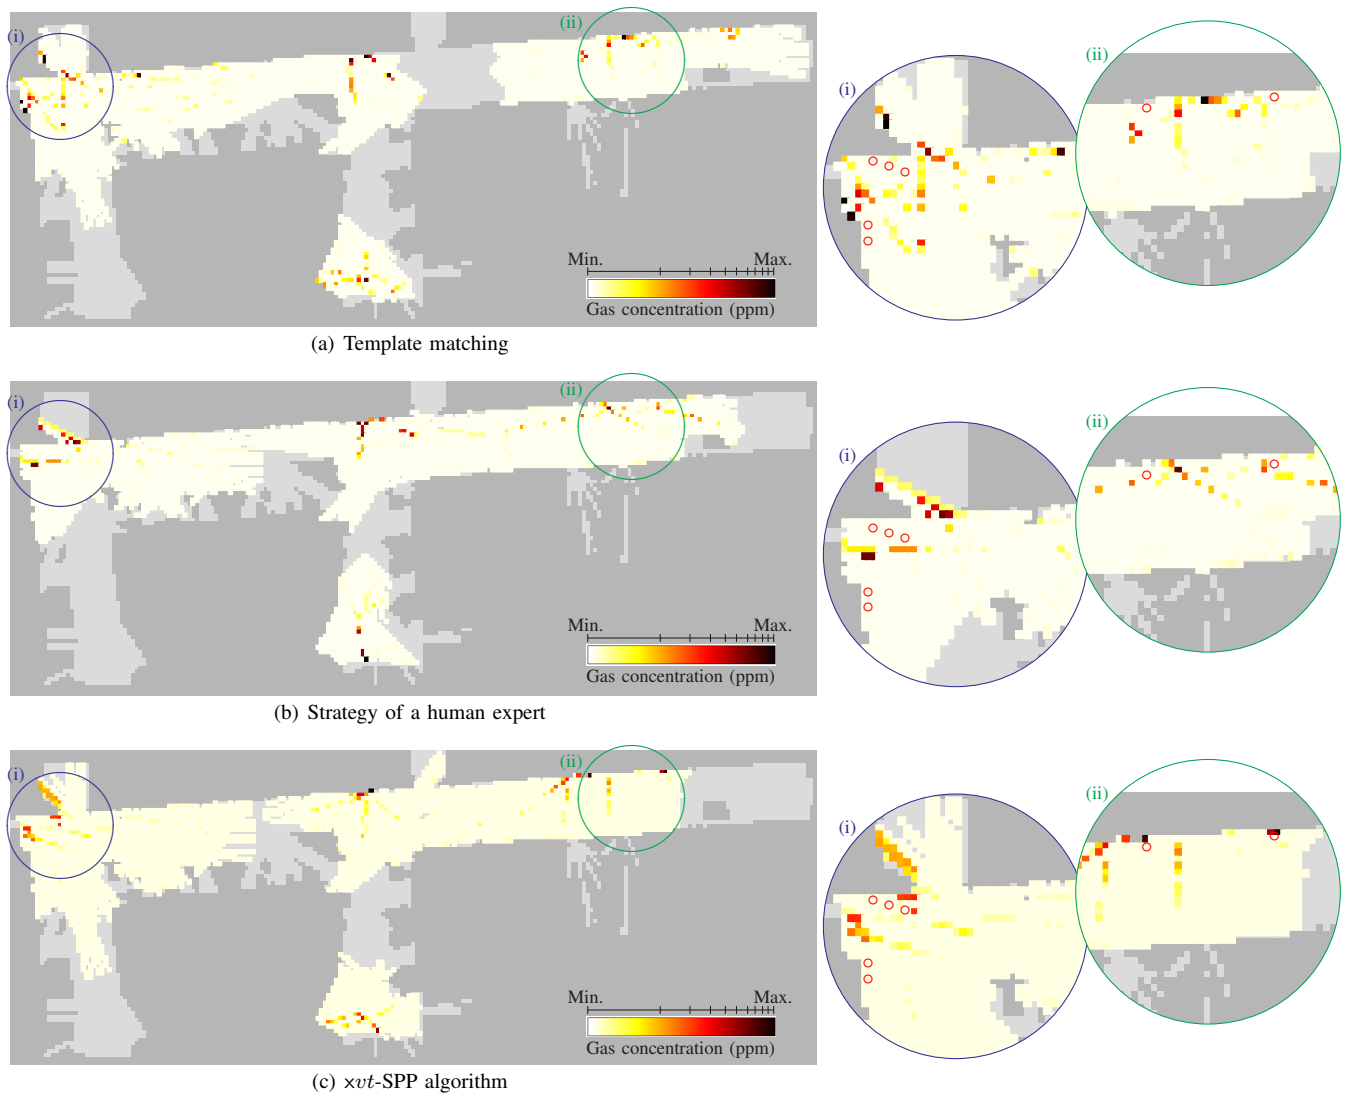 (i)
(ii)
(i)
(ii)
Min.
Max.
Gas concentration (ppm)
(a) Template matching
(i)
(ii)
(i)
(ii)
Min.
Max.
Gas concentration (ppm)
(b) Strategy of a human expert
(i)
(ii)
(i)
(ii)
Min.
Max.
Gas concentration (ppm)
(c) xvt-SPP algorithm